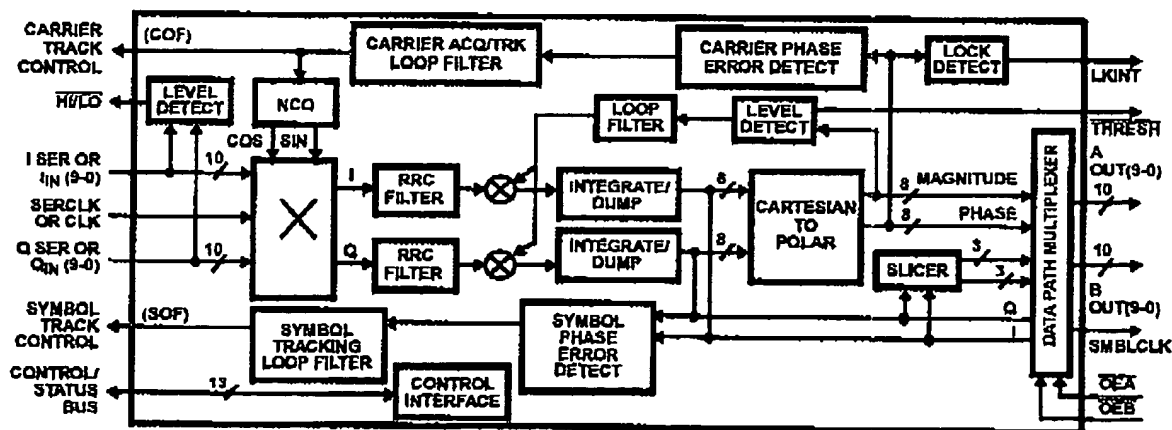 CARRIER
TRACK
CONTROL
(COF)
CARRIER ACQ/TRK
LOOP FILTER
CARRIER PHASE
ERROR DETECT
LOCK
DETECT
LKINT
HI/LO
LEVEL
DETECT
NCO
LOOP
FILTER
LEVEL
DETECT
THRESH
COS SIN
I SER OR
IIN (9-0)
10
SERCLK
OR CLK
Q SER OR
QIN (9-0)
10
I
Q
RRC
FILTER
RRC
FILTER
INTEGRATE/
DUMP
INTEGRATE/
DUMP
8
8
CARTESIAN
TO
POLAR
8 MAGNITUDE
8 PHASE
SLICER
3
3
Q
I
DATA PATH MULTIPLEXER
A
OUT(9-0)
10
10
B
OUT(9-0)
SMBLCLK
OEA
OEB
SYMBOL
TRACK
CONTROL
(SOF)
SYMBOL
TRACKING
LOOP FILTER
SYMBOL
PHASE
ERROR
DETECT
CONTROL/
STATUS
BUS
13
CONTROL
INTERFACE